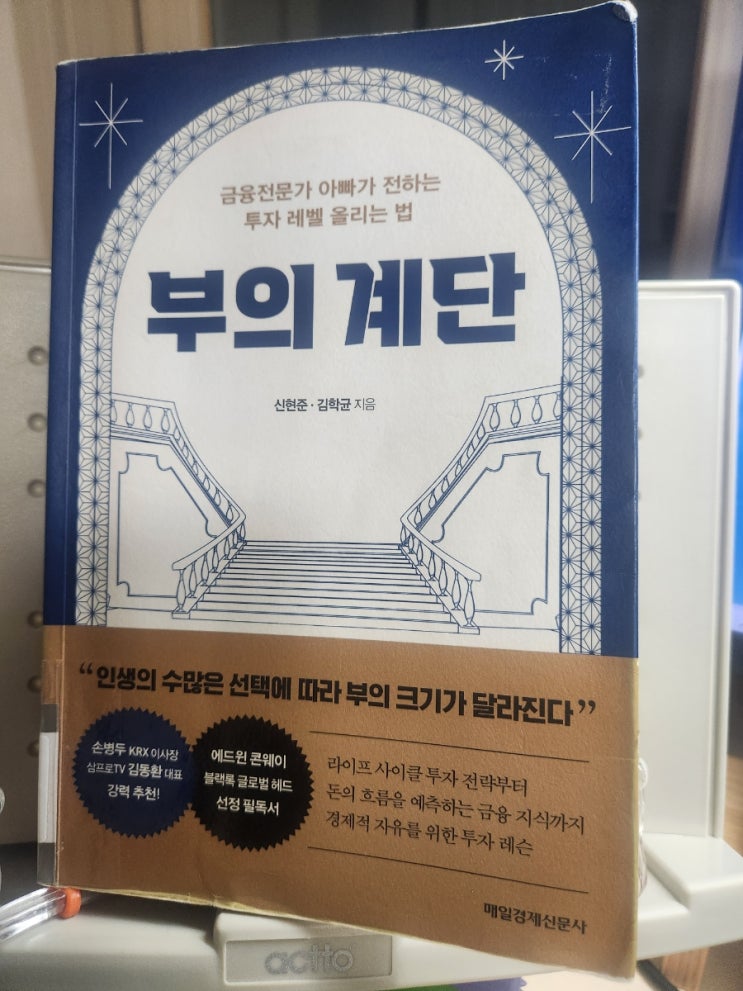 금융전문가 아빠가 전하는
투자 레벨 올리는 법
부의 계단
신현준 · 김학균 지음
“인생의 수많은 선택에 따라 부의 크기가 달라진다”
손병두 KRX 이사장
삼프로TV 김동환 대표
강력 추천!
에드윈 콘웨이
블랙록 글로벌 헤드
선정 필독서
라이프 사이클 투자 전략부터
돈의 흐름을 예측하는 금융 지식까지
경제적 자유를 위한 투자 레슨
매일경제신문사
actto